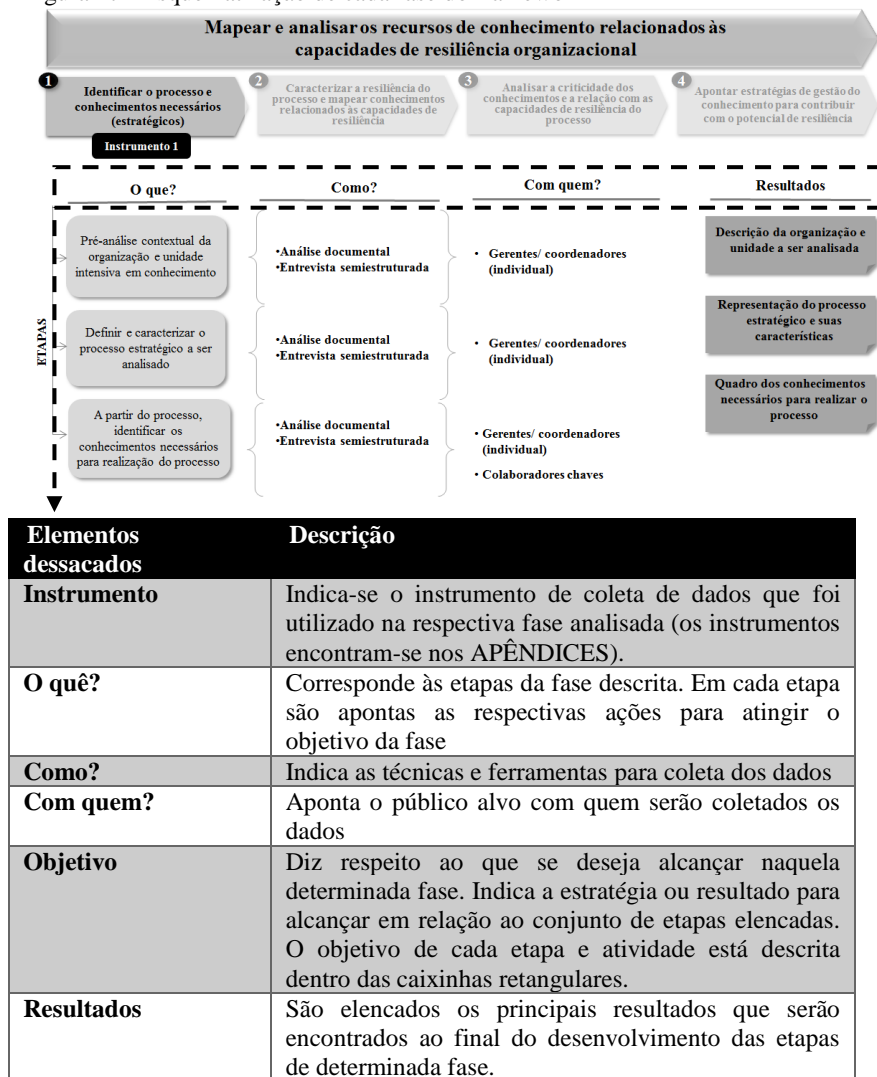 Mapear e analisar os recursos de conhecimento relacionados às
capacidades de resiliência organizacional
1
Identificar o processo e
conhecimentos necessários
(estratégicos)
Instrumento 1
2
Caracterizar a resiliência do
processo e mapear conhecimentos
relacionados às capacidades de
resiliência
3
Analisar a criticidade dos
conhecimentos e a relação com as
capacidades de resiliência do
processo
4
Apontar estratégias de gestão do
conhecimento para contribuir
com o potencial de resiliência
O que?
Como?
Com quem?
Resultados
ETAPAS
Pré-análise contextual da
organização e unidade
intensiva em conhecimento
•Análise documental
•Entrevista semiestruturada
• Gerentes/ coordenadores
(individual)
Descrição da organização e
unidade a ser analisada
Definir e caracterizar o
processo estratégico a ser
analisado
•Análise documental
•Entrevista semiestruturada
• Gerentes/ coordenadores
(individual)
Representação do processo
estratégico e suas
características
A partir do processo,
identificar os
conhecimentos necessários
para realização do processo
•Análise documental
•Entrevista semiestruturada
• Gerentes/ coordenadores
(individual)
• Colaboradores chaves
Quadro dos conhecimentos
necessários para realizar o
processo
Elementos
dessacados
Descrição
Instrumento
Indica-se o instrumento de coleta de dados que foi
utilizado na respectiva fase analisada (os instrumentos
encontram-se nos APÊNDICES).
O quê?
Corresponde às etapas da fase descrita. Em cada etapa
são apontas as respectivas ações para atingir o
objetivo da fase
Como?
Indica as técnicas e ferramentas para coleta dos dados
Com quem?
Aponta o público alvo com quem serão coletados os
dados
Objetivo
Diz respeito ao que se deseja alcançar naquela
determinada fase. Indica a estratégia ou resultado para
alcançar em relação ao conjunto de etapas elencadas.
O objetivo de cada etapa e atividade está descrita
dentro das caixinhas retangulares.
Resultados
São elencados os principais resultados que serão
encontrados ao final do desenvolvimento das etapas
de determinada fase.